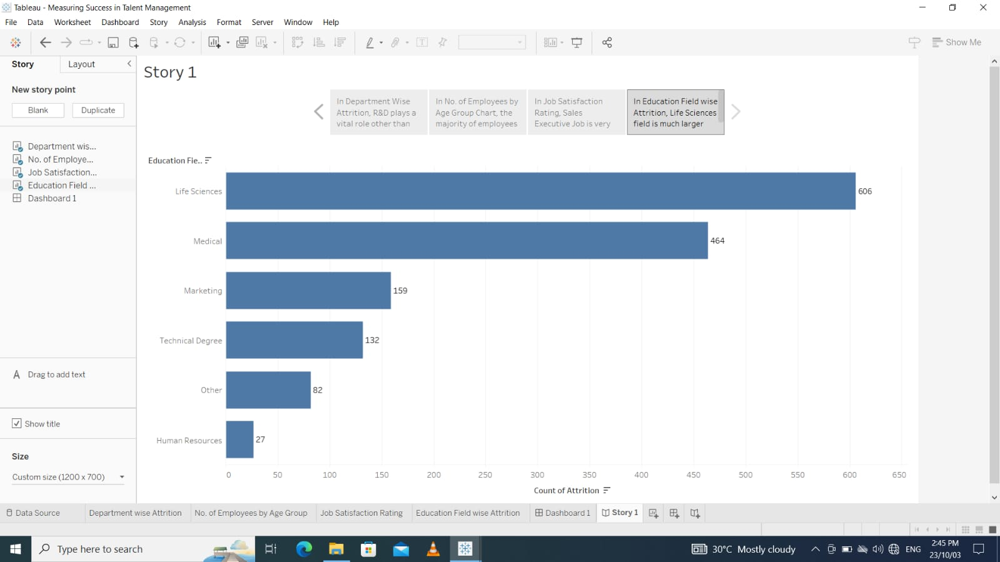 Tableau - Measuring Success in Talent Management
File Data Worksheet Dashboard Story Analysis Format Server Window Help
Show Me
Story Layout
New story point
Blank Duplicate
Department wis...
No. of Employe...
Job Satisfaction...
Education Field ...
Dashboard 1
A Drag to add text
Show title
Size
Custom size (1200 x 700)
Story 1
In Department Wise
Attrition, R&D plays a
vital role other than
In No. of Employees by
Age Group Chart, the
majority of employees
In Job Satisfaction
Rating, Sales
Executive Job is very
In Education Field wise
Attrition, Life Sciences
field is much larger
Education Fie..
Life Sciences 606
Medical 464
Marketing 159
Technical Degree 132
Other 82
Human Resources 27
0 50 100 150 200 250 300 350 400 450 500 550 600 650
Count of Attrition
Data Source Department wise Attrition No. of Employees by Age Group Job Satisfaction Rating Education Field wise Attrition Dashboard 1 Story 1
Type here to search
30°C Mostly cloudy
ENG
2:45 PM
23/10/03